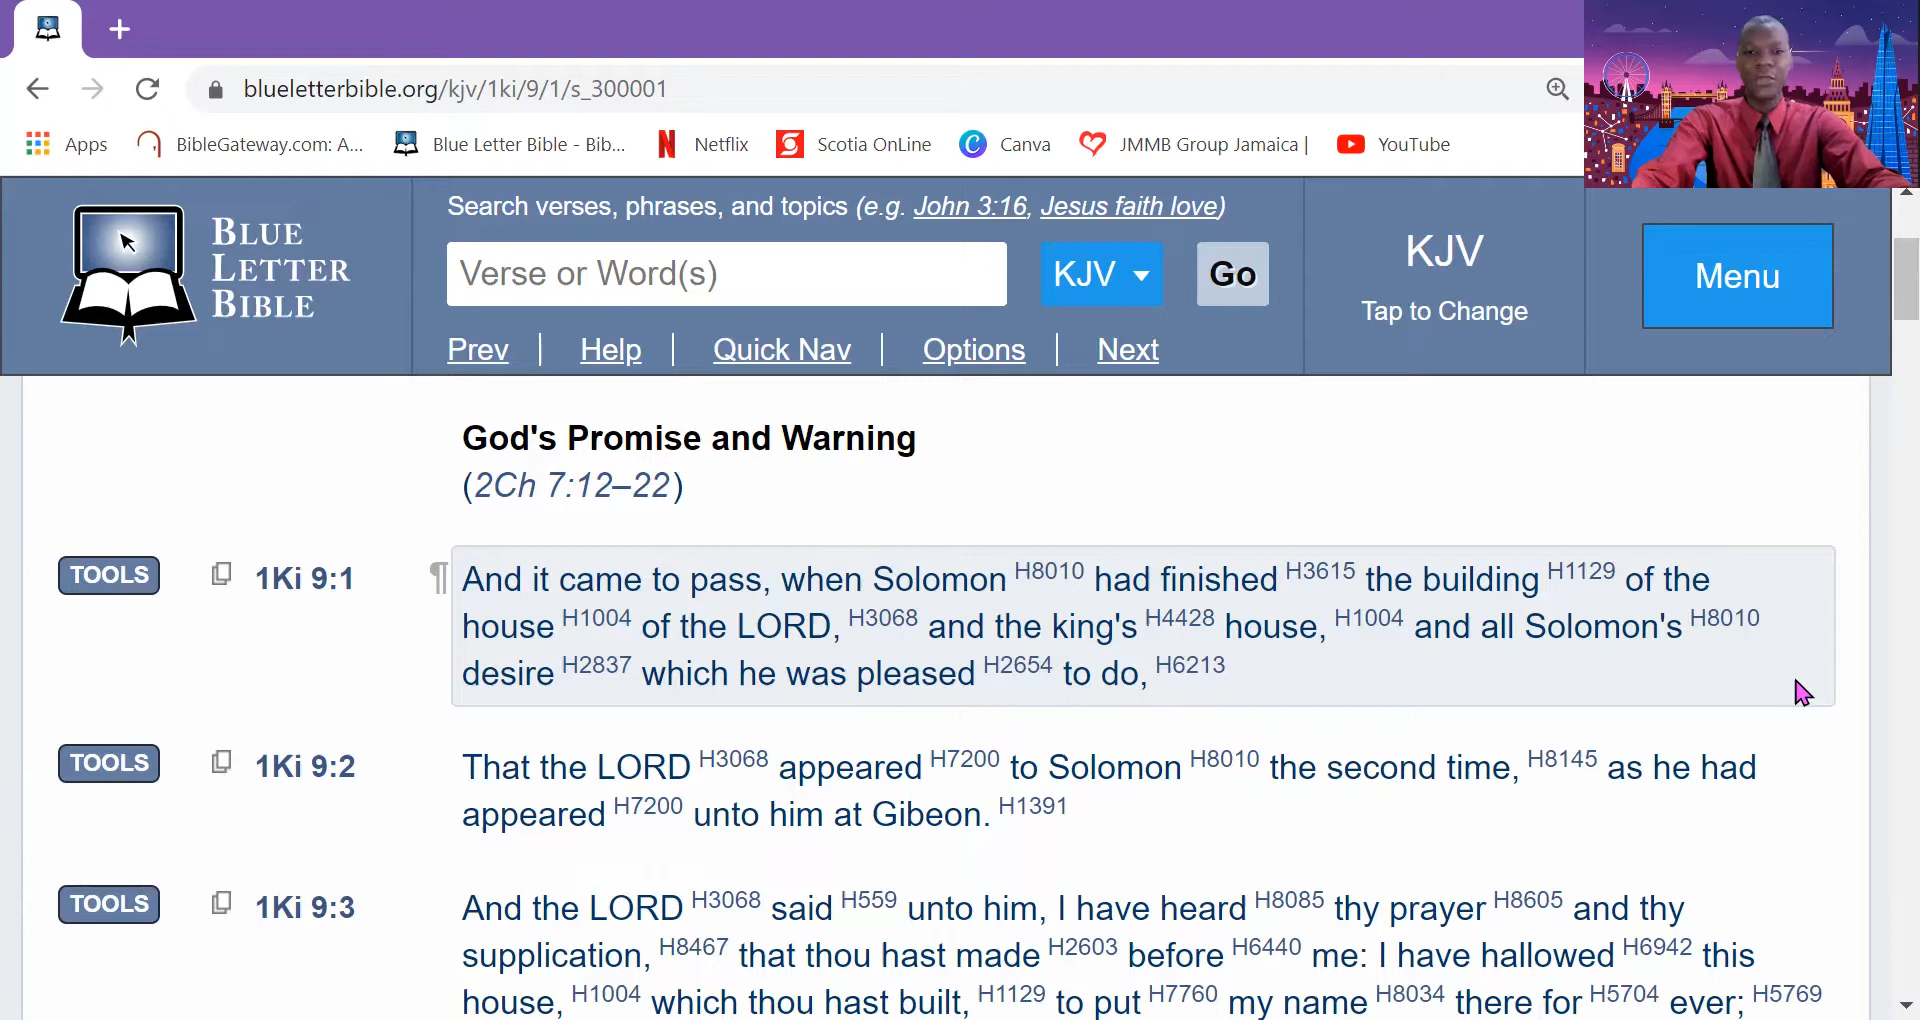 blueletterbible.org/kjv/1ki/9/1/s_300001
Apps BibleGateway.com: A... Blue Letter Bible - Bib... Netflix Scotia OnLine Canva JMMB Group Jamaica | YouTube
BLUE
LETTER
BIBLE
Search verses, phrases, and topics (e.g. John 3:16, Jesus faith love)
Verse or Word(s) KJV Go
Prev | Help | Quick Nav | Options | Next
KJV
Tap to Change
Menu
God's Promise and Warning
(2Ch 7:12–22)
TOOLS 1Ki 9:1 ¶ And it came to pass, when Solomon H8010 had finished H3615 the building H1129 of the
house H1004 of the LORD, H3068 and the king's H4428 house, H1004 and all Solomon's H8010
desire H2837 which he was pleased H2654 to do, H6213
TOOLS 1Ki 9:2 That the LORD H3068 appeared H7200 to Solomon H8010 the second time, H8145 as he had
appeared H7200 unto him at Gibeon. H1391
TOOLS 1Ki 9:3 And the LORD H3068 said H559 unto him, I have heard H8085 thy prayer H8605 and thy
supplication, H8467 that thou hast made H2603 before H6440 me: I have hallowed H6942 this
house, H1004 which thou hast built, H1129 to put H7760 my name H8034 there for H5704 ever; H5769